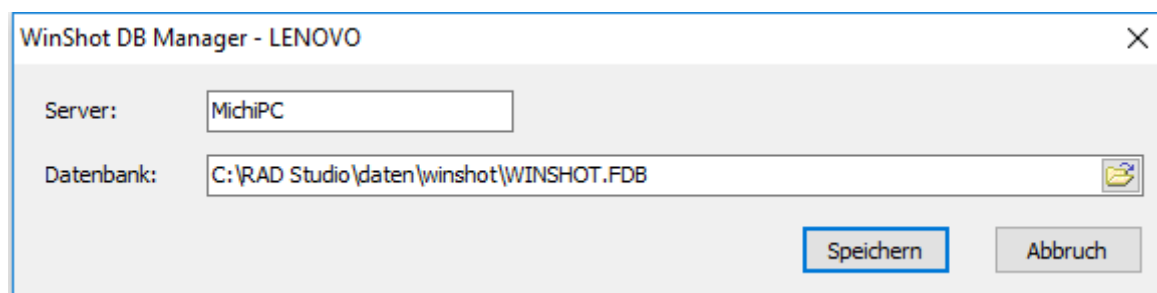 WinShot DB Manager - LENOVO
Server: MichiPC
Datenbank: C:\RAD Studio\daten\winshot\WINSHOT.FDB
Speichern Abbruch